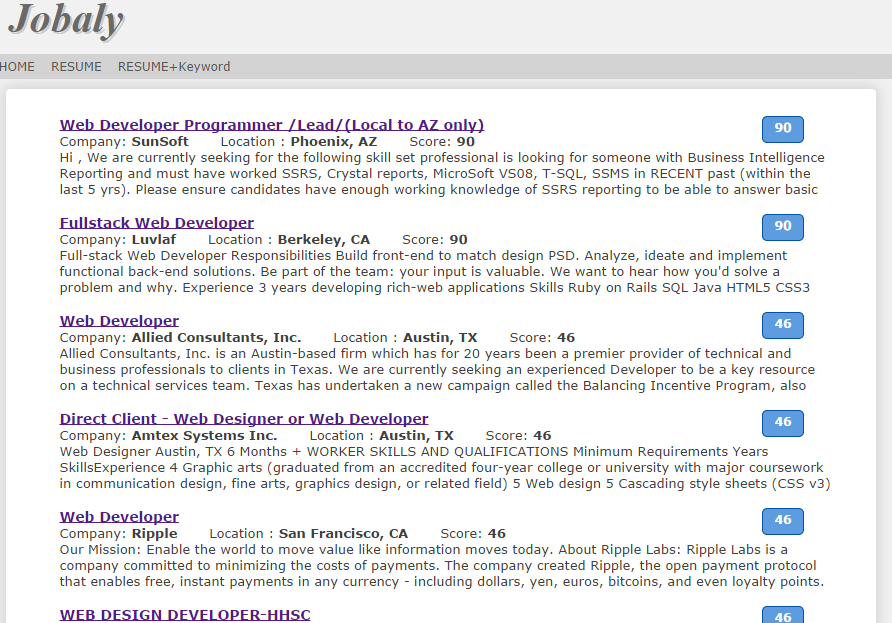 Jobaly
HOME RESUME RESUME+Keyword
Web Developer Programmer /Lead/(Local to AZ only) 90
Company: SunSoft Location : Phoenix, AZ Score: 90
Hi , We are currently seeking for the following skill set professional is looking for someone with Business Intelligence
Reporting and must have worked SSRS, Crystal reports, MicroSoft VS08, T-SQL, SSMS in RECENT past (within the
last 5 yrs). Please ensure candidates have enough working knowledge of SSRS reporting to be able to answer basic
Fullstack Web Developer 90
Company: Luvlaf Location : Berkeley, CA Score: 90
Full-stack Web Developer Responsibilities Build front-end to match design PSD. Analyze, ideate and implement
functional back-end solutions. Be part of the team: your input is valuable. We want to hear how you'd solve a
problem and why. Experience 3 years developing rich-web applications Skills Ruby on Rails SQL Java HTML5 CSS3
Web Developer 46
Company: Allied Consultants, Inc. Location : Austin, TX Score: 46
Allied Consultants, Inc. is an Austin-based firm which has for 20 years been a premier provider of technical and
business professionals to clients in Texas. We are currently seeking an experienced Developer to be a key resource
on a technical services team. Texas has undertaken a new campaign called the Balancing Incentive Program, also
Direct Client - Web Designer or Web Developer 46
Company: Amtex Systems Inc. Location : Austin, TX Score: 46
Web Designer Austin, TX 6 Months + WORKER SKILLS AND QUALIFICATIONS Minimum Requirements Years
SkillsExperience 4 Graphic arts (graduated from an accredited four-year college or university with major coursework
in communication design, fine arts, graphics design, or related field) 5 Web design 5 Cascading style sheets (CSS v3)
Web Developer 46
Company: Ripple Location : San Francisco, CA Score: 46
Our Mission: Enable the world to move value like information moves today. About Ripple Labs: Ripple Labs is a
company committed to minimizing the costs of payments. The company created Ripple, the open payment protocol
that enables free, instant payments in any currency - including dollars, yen, euros, bitcoins, and even loyalty points.
WEB DESIGN DEVELOPER-HHSC 46